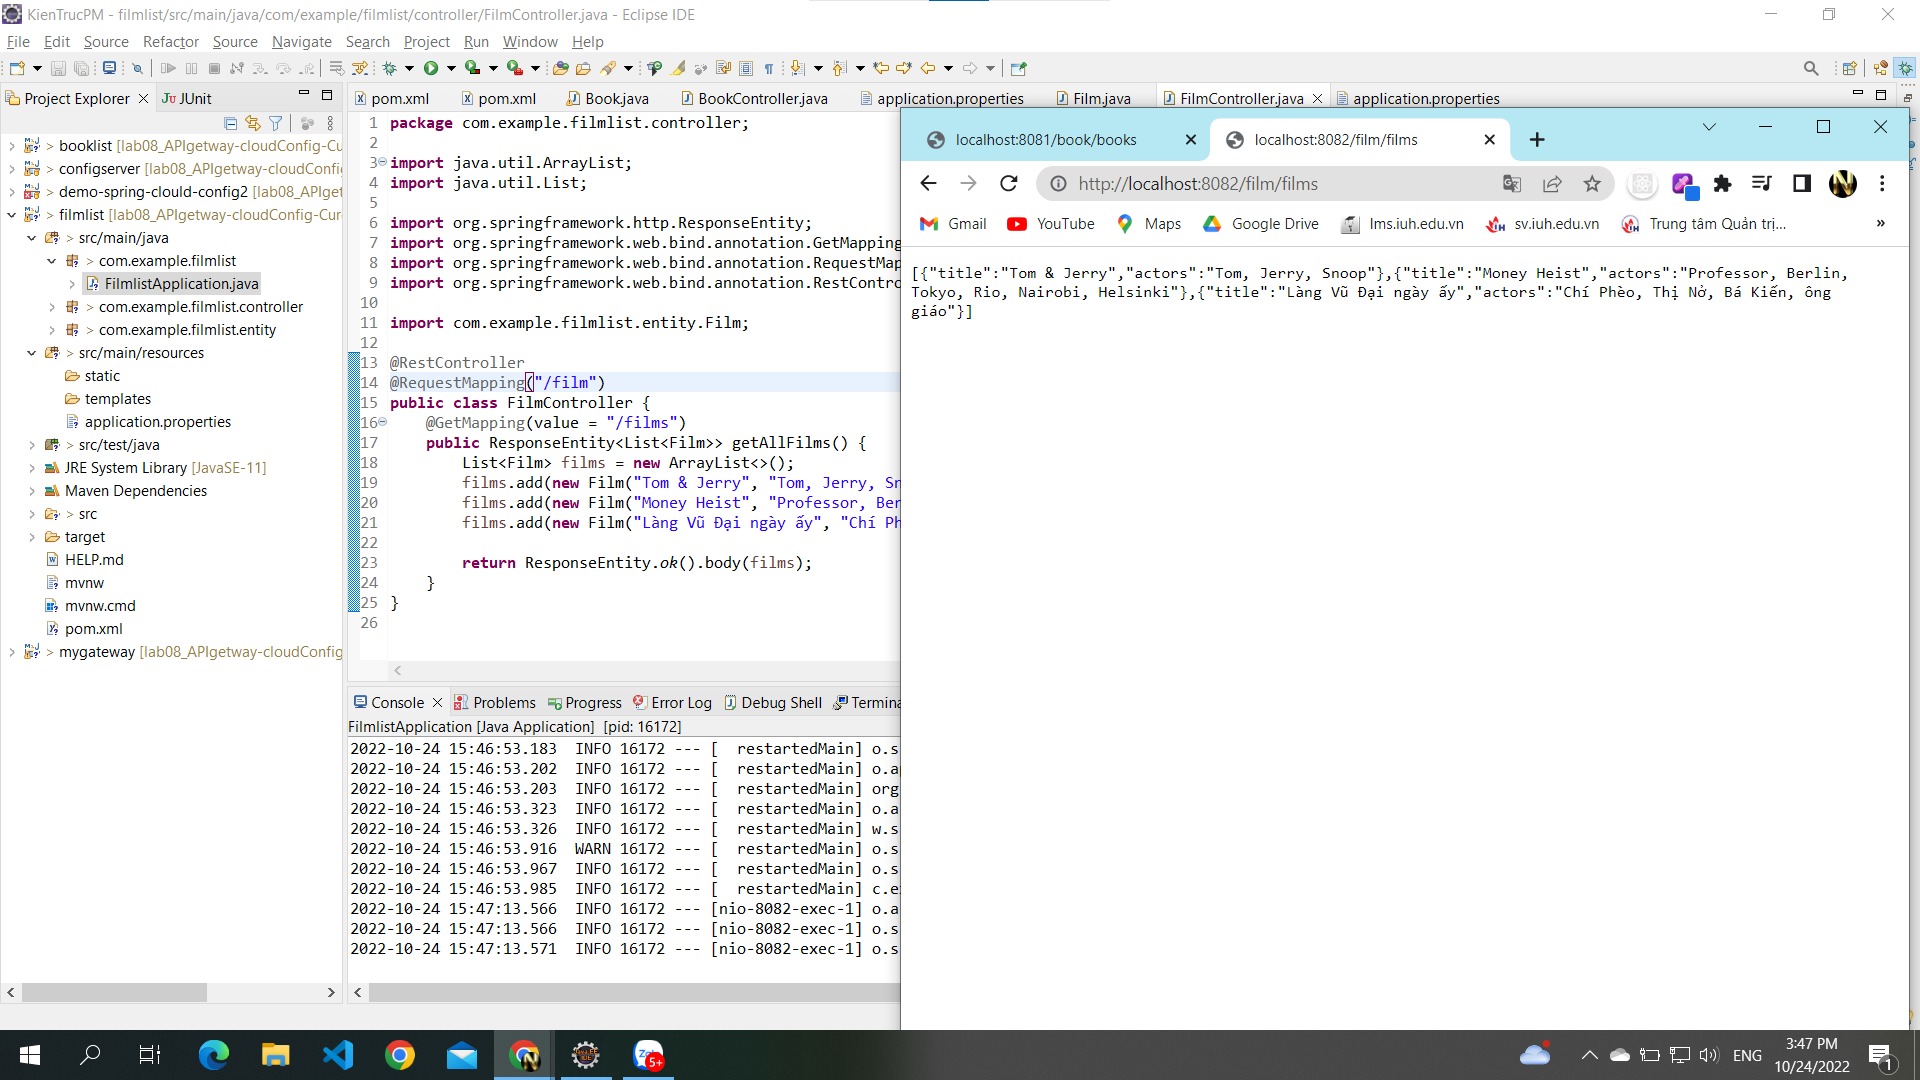 KienTrucPM - filmlist/src/main/java/com/example/filmlist/controller/FilmController.java - Eclipse IDE
File Edit Source Refactor Source Navigate Search Project Run Window Help
Project Explorer JUnit
booklist [lab08_APIgetway-cloudConfig-Cu
configserver [lab08_APIgetway-cloudConfig
demo-spring-clould-config2 [lab08_APIget
filmlist [lab08_APIgetway-cloudConfig-Cur
src/main/java
com.example.filmlist
FilmlistApplication.java
com.example.filmlist.controller
com.example.filmlist.entity
src/main/resources
static
templates
application.properties
src/test/java
JRE System Library [JavaSE-11]
Maven Dependencies
src
target
HELP.md
mvnw
mvnw.cmd
pom.xml
mygateway [lab08_APIgetway-cloudConfig
pom.xml pom.xml Book.java BookController.java application.properties Film.java FilmController.java application.properties
1 package com.example.filmlist.controller;
2
3 import java.util.ArrayList;
4 import java.util.List;
5
6 import org.springframework.http.ResponseEntity;
7 import org.springframework.web.bind.annotation.GetMapping
8 import org.springframework.web.bind.annotation.RequestMap
9 import org.springframework.web.bind.annotation.RestContro
10
11 import com.example.filmlist.entity.Film;
12
13 @RestController
14 @RequestMapping("/film")
15 public class FilmController {
16 @GetMapping(value = "/films")
17 public ResponseEntity<List<Film>> getAllFilms() {
18 List<Film> films = new ArrayList<>();
19 films.add(new Film("Tom & Jerry", "Tom, Jerry, Sn
20 films.add(new Film("Money Heist", "Professor, Ber
21 films.add(new Film("Làng Vũ Đại ngày ấy", "Chí Ph
22
23 return ResponseEntity.ok().body(films);
24 }
25 }
26
Console Problems Progress Error Log Debug Shell Termina
FilmlistApplication [Java Application] [pid: 16172]
2022-10-24 15:46:53.183 INFO 16172 --- [ restartedMain] o.s
2022-10-24 15:46:53.202 INFO 16172 --- [ restartedMain] o.a
2022-10-24 15:46:53.203 INFO 16172 --- [ restartedMain] org
2022-10-24 15:46:53.323 INFO 16172 --- [ restartedMain] o.a
2022-10-24 15:46:53.326 INFO 16172 --- [ restartedMain] w.s
2022-10-24 15:46:53.916 WARN 16172 --- [ restartedMain] o.s
2022-10-24 15:46:53.967 INFO 16172 --- [ restartedMain] o.s
2022-10-24 15:46:53.985 INFO 16172 --- [ restartedMain] c.e
2022-10-24 15:47:13.566 INFO 16172 --- [nio-8082-exec-1] o.a
2022-10-24 15:47:13.566 INFO 16172 --- [nio-8082-exec-1] o.s
2022-10-24 15:47:13.571 INFO 16172 --- [nio-8082-exec-1] o.s
localhost:8081/book/books localhost:8082/film/films
http://localhost:8082/film/films
Gmail YouTube Maps Google Drive lms.iuh.edu.vn sv.iuh.edu.vn Trung tâm Quản trị...
[{"title":"Tom & Jerry","actors":"Tom, Jerry, Snoop"},{"title":"Money Heist","actors":"Professor, Berlin,
Tokyo, Rio, Nairobi, Helsinki"},{"title":"Làng Vũ Đại ngày ấy","actors":"Chí Phèo, Thị Nở, Bá Kiến, ông
giáo"}]
5+
ENG
3:47 PM
10/24/2022
1